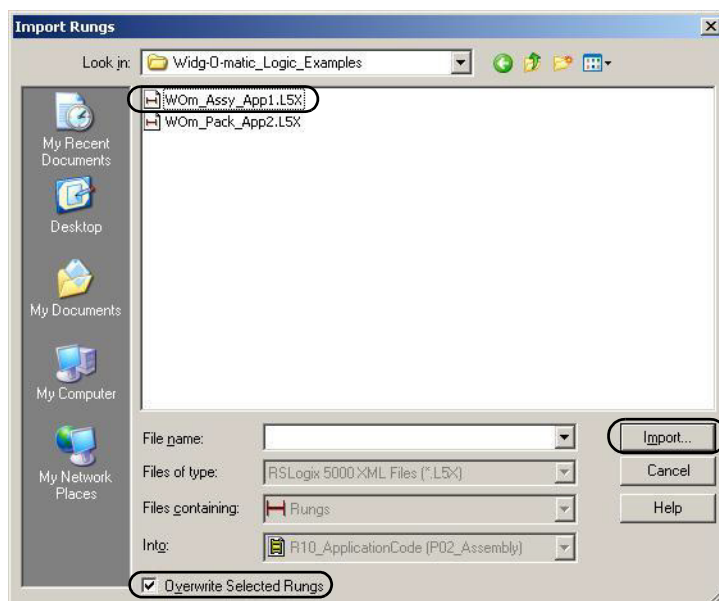 Import Rungs
Look in:
Widg-O-matic_Logic_Examples
WOm_Assy_App1.L5X
WOm_Pack_App2.L5X
My Recent
Documents
Desktop
My Documents
My Computer
My Network
Places
File name:
Import...
Files of type:
RSLogix 5000 XML Files (*.L5X)
Cancel
Files containing:
Rungs
Help
Into:
R10_ApplicationCode (P02_Assembly)
Overwrite Selected Rungs